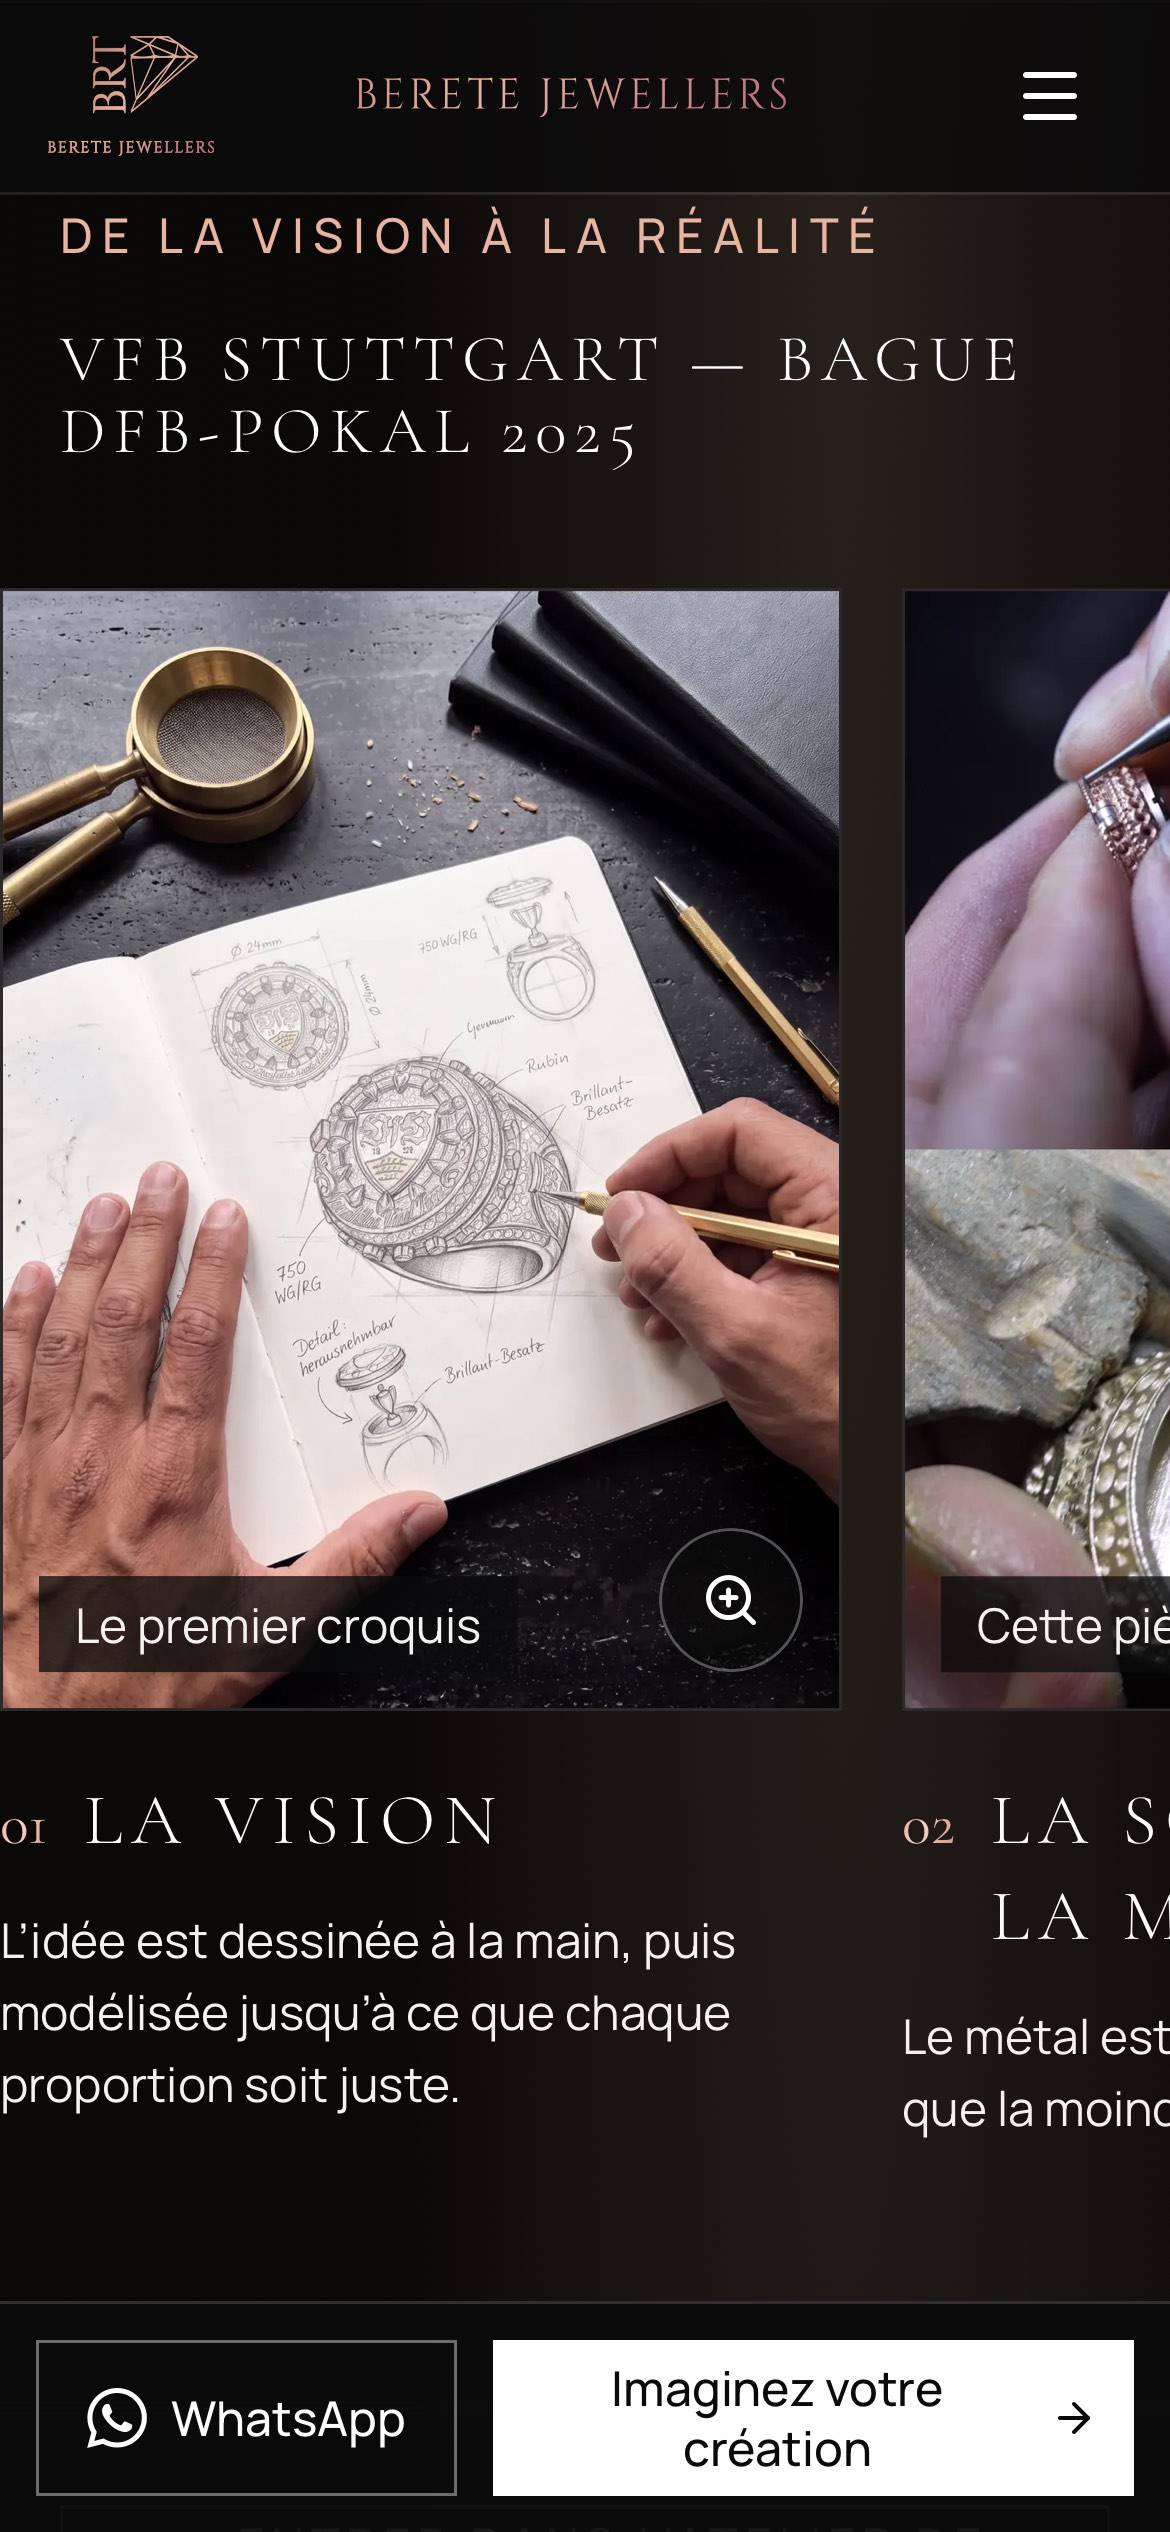 BRT
BERETE JEWELLERS
BERETE JEWELLERS
DE LA VISION À LA RÉALITÉ
VFB STUTTGART — BAGUE
DFB-POKAL 2025
Ø 24mm
Ø 24mm
750 WG/RG
Rubin
Brillant-
Besatz
750
WG/RG
Detail:
herausnehmbar
Brillant-Besatz
Le premier croquis
Cette
01 LA VISION
L’idée est dessinée à la main, puis
modélisée jusqu’à ce que chaque
proportion soit juste.
02 LA
LA
Le métal est
que la
WhatsApp
Imaginez votre
création